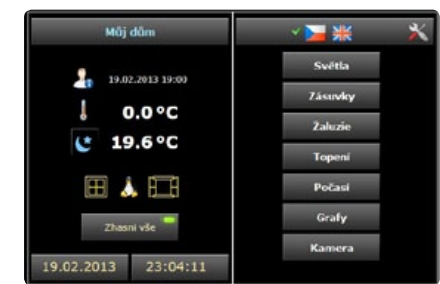 Můj dům
19.02.2013 19:00
0.0 °C
19.6 °C
Zhasni vše
19.02.2013 23:04:11
Světla
Zásuvky
Žaluzie
Topení
Počasí
Grafy
Kamera